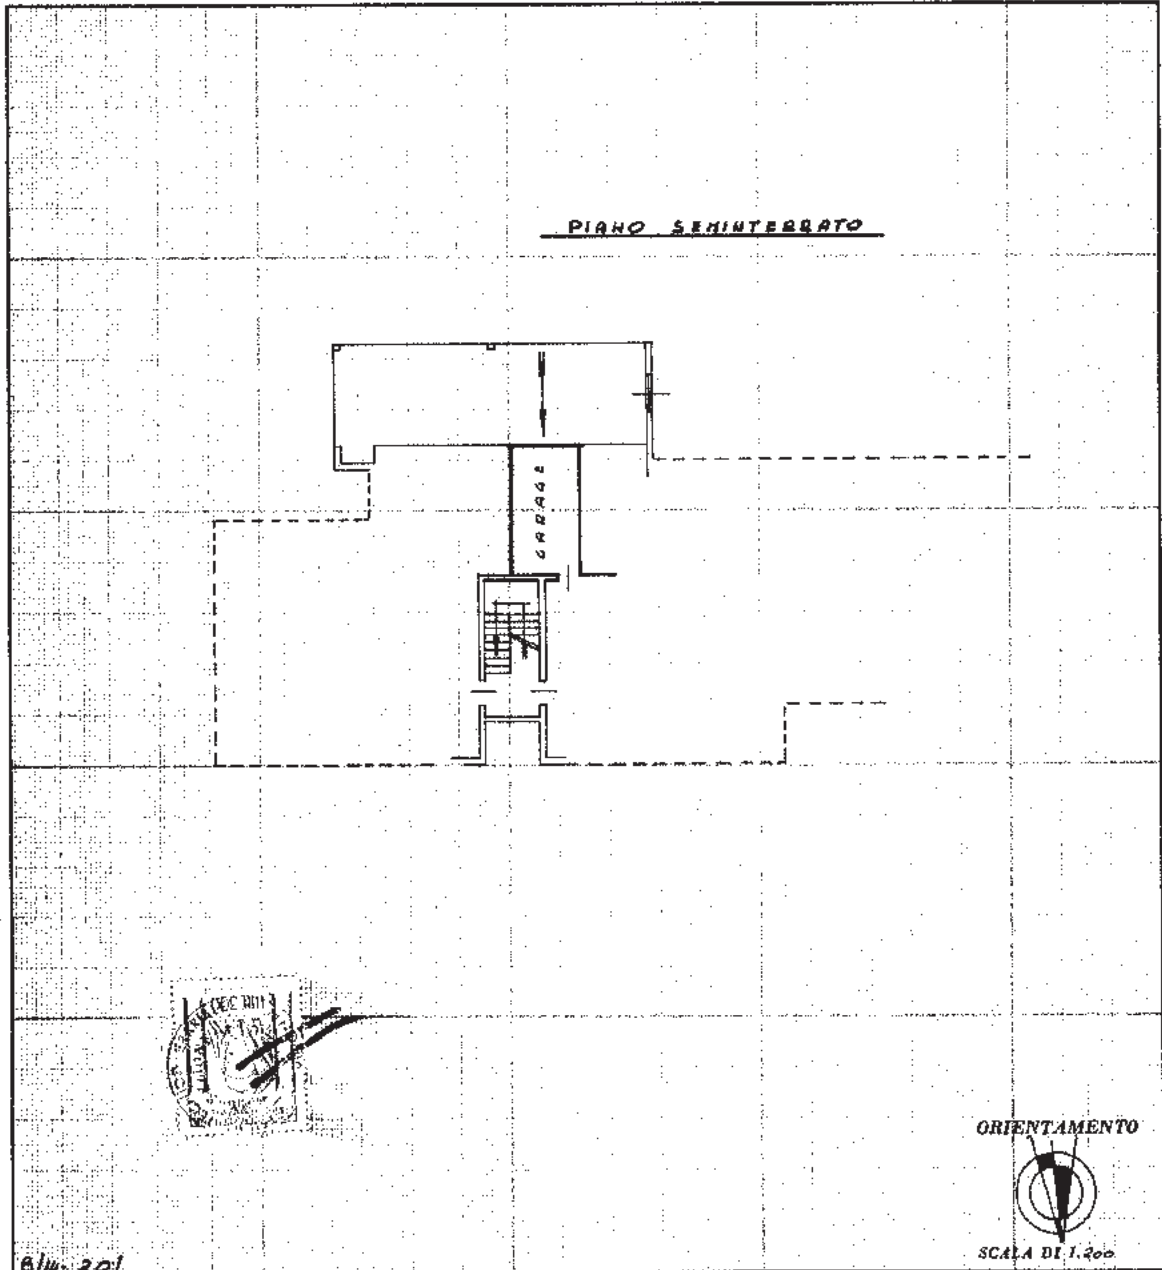 PIANO SEMINTERRATO
GARAGE
ORIENTAMENTO
SCALA DI 1.200